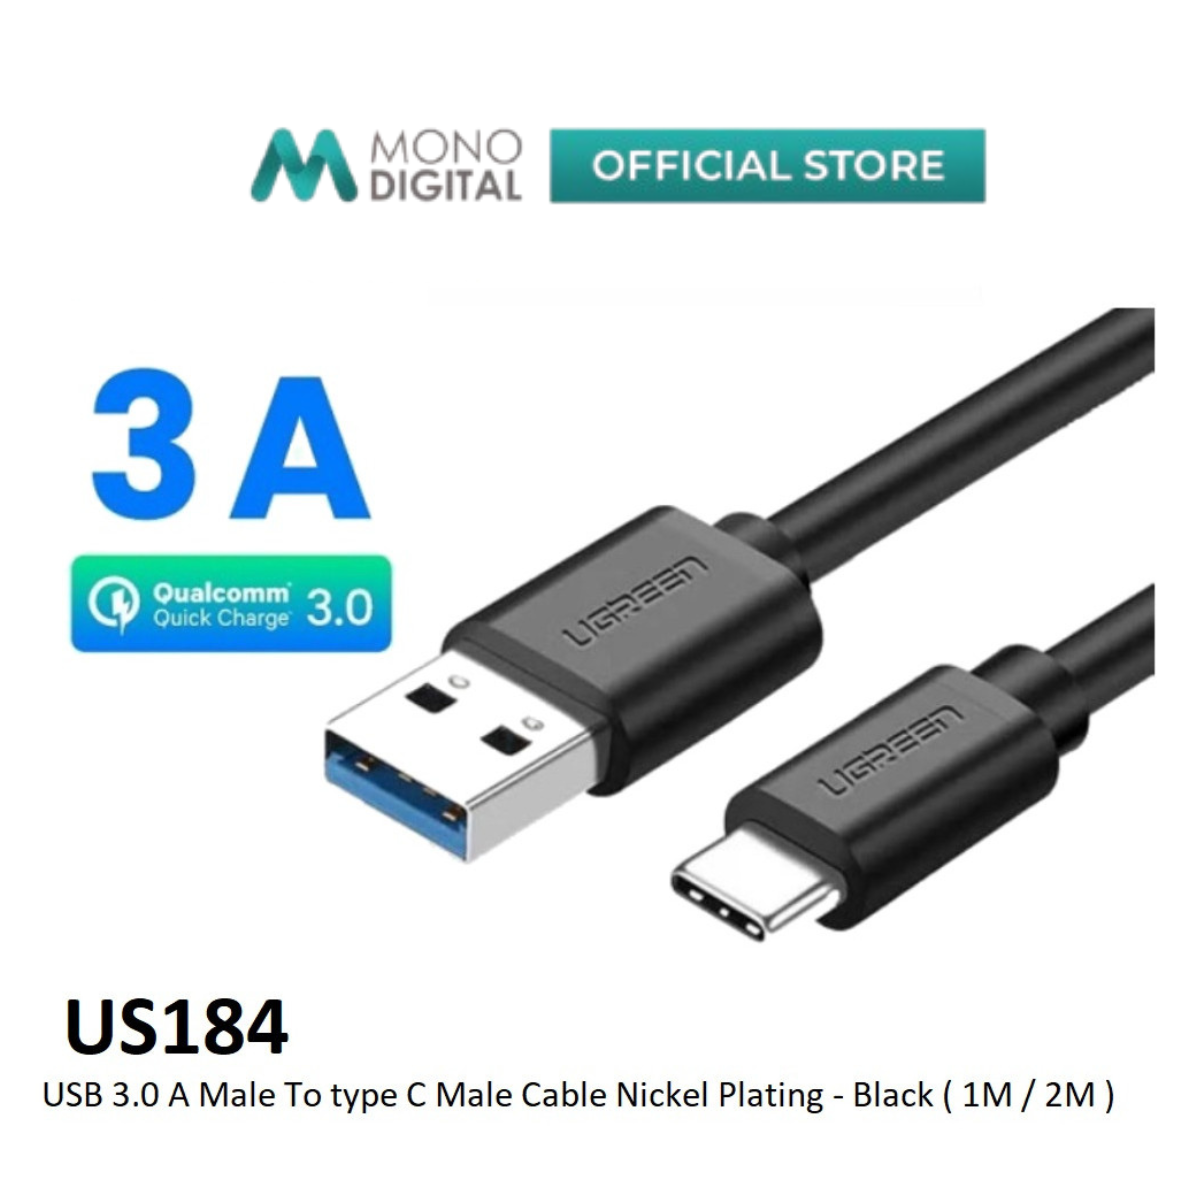 MONO
DIGITAL
OFFICIAL STORE
3 A
Qualcomm
Quick Charge
3.0
UGREEN
UGREEN
US184
USB 3.0 A Male To type C Male Cable Nickel Plating - Black ( 1M / 2M )